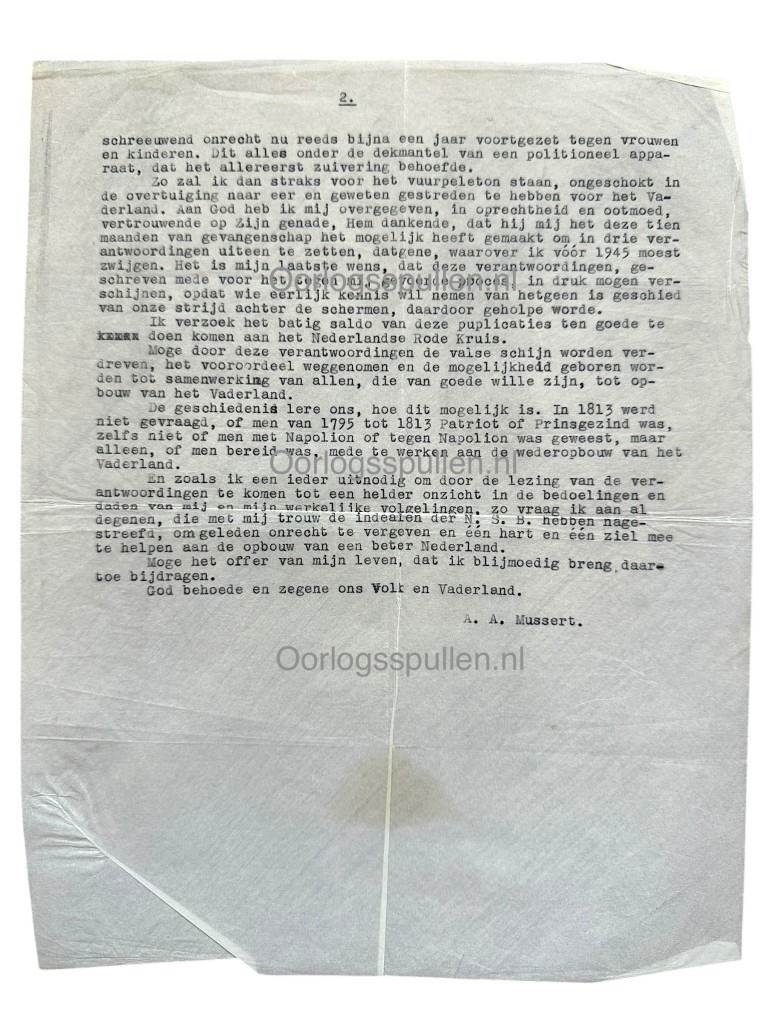 2.
schreeuwend onrecht nu reeds bijna een jaar voortgezet tegen vrouwen
en kinderen. Dit alles onder de dekmantel van een politioneel appa-
raat, dat het allereerst zuivering behoefde.
Zo zal ik dan straks voor het vuurpeleton staan, ongeschokt in
de overtuiging naar eer en geweten gestreden te hebben voor het Va-
derland. Aan God heb ik mij overgegeven, in oprechtheid en ootmoed,
vertrouwende op Zijn genade, Hem dankende, dat hij mij het deze tien
maanden van gevangenschap het mogelijk heeft gemaakt om in drie ver-
antwoordingen uiteen te zetten, datgene, waarover ik vóór 1945 moest
zwijgen. Het is mijn laatste wens, dat deze verantwoordingen, ge-
schreven mede voor het in druk mogen ver-
Oorlogsspullen.nl
schijnen, opdat wie eerlijk kennis wil nemen van hetgeen is geschied
van onze strijd achter de schermen, daardoor geholpe worde.
Ik verzoek het batig saldo van deze puplicaties ten goede te
doen komen aan het Nederlandse Rode Kruis.
Moge door deze verantwoordingen de valse schijn worden ver-
dreven, het vooroordeel weggenomen en de mogelijkheid geboren wor-
den tot samenwerking van allen, die van goede wille zijn, tot op-
bouw van het Vaderland.
De geschiedenis lere ons, hoe dit mogelijk is. In 1813 werd
niet gevraagd, of men van 1795 tot 1813 Patriot of Prinsgezind was,
zelfs niet of men met Napolion of tegen Napolion was geweest, maar
alleen, of men bereid was, mede te werken aan de wederopbouw van het
Vaderland.
Oorlogsspullen.nl
En zoals ik een ieder uitnodig om door de lezing van de ver-
antwoordingen te komen tot een helder onzicht in de bedoelingen en
daden van mij en mijn werkelijke volgelingen, zo vraag ik aan al
degenen, die met mij trouw de indealen der N. S. B. hebben nage-
streefd, om geleden onrecht te vergeven en één hart en één ziel mee
te helpen aan de opbouw van een beter Nederland.
Moge het offer van mijn leven, dat ik blijmoedig breng daar-
toe bijdragen.
God behoede en zegene ons Volk en Vaderland.
A. A. Mussert.
Oorlogsspullen.nl